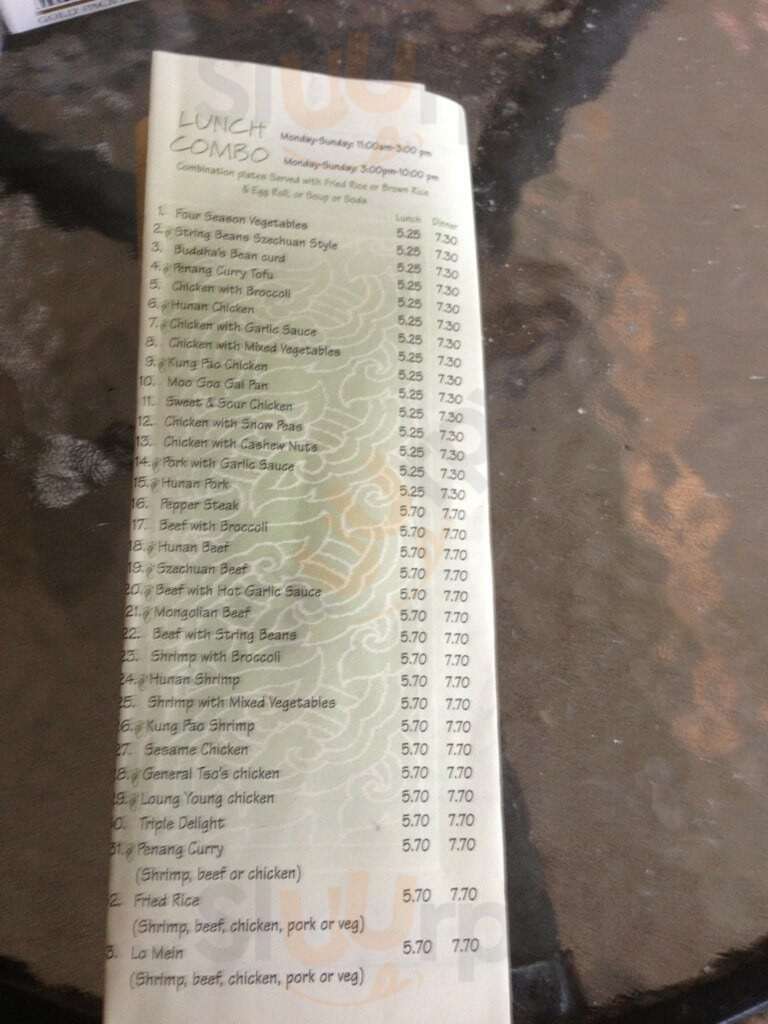 LUNCH
COMBO
Monday-Sunday: 11:00am-3:00 pm
Monday-Sunday: 3:00pm-10:00 pm
Combination plates Served with Fried Rice or Brown Rice
& Egg Roll, or Soup or Soda
Lunch Dinner
1. Four Season Vegetables 5.25 7.30
2. String Beans Szechuan Style 5.25 7.30
3. Buddha's Bean curd 5.25 7.30
4. Penang Curry Tofu 5.25 7.30
5. Chicken with Broccoli 5.25 7.30
6. Hunan Chicken 5.25 7.30
7. Chicken with Garlic Sauce 5.25 7.30
8. Chicken with Mixed Vegetables 5.25 7.30
9. Kung Pao Chicken 5.25 7.30
10. Moo Goo Gai Pan 5.25 7.30
11. Sweet & Sour Chicken 5.25 7.30
12. Chicken with Snow Peas 5.25 7.30
13. Chicken with Cashew Nuts 5.25 7.30
14. Pork with Garlic Sauce 5.25 7.30
15. Hunan Pork 5.25 7.30
16. Pepper Steak 5.70 7.70
17. Beef with Broccoli 5.70 7.70
18. Hunan Beef 5.70 7.70
19. Szechuan Beef 5.70 7.70
20. Beef with Hot Garlic Sauce 5.70 7.70
21. Mongolian Beef 5.70 7.70
22. Beef with String Beans 5.70 7.70
23. Shrimp with Broccoli 5.70 7.70
24. Hunan Shrimp 5.70 7.70
25. Shrimp with Mixed Vegetables 5.70 7.70
6. Kung Pao Shrimp 5.70 7.70
27. Sesame Chicken 5.70 7.70
8. General Tso's chicken 5.70 7.70
9. Loung Young chicken 5.70 7.70
0. Triple Delight 5.70 7.70
31. Penang Curry 5.70 7.70
(Shrimp, beef or chicken)
2. Fried Rice 5.70 7.70
(Shrimp, beef, chicken, pork or veg)
3. Lo Mein 5.70 7.70
(Shrimp, beef, chicken, pork or veg)
sluurp